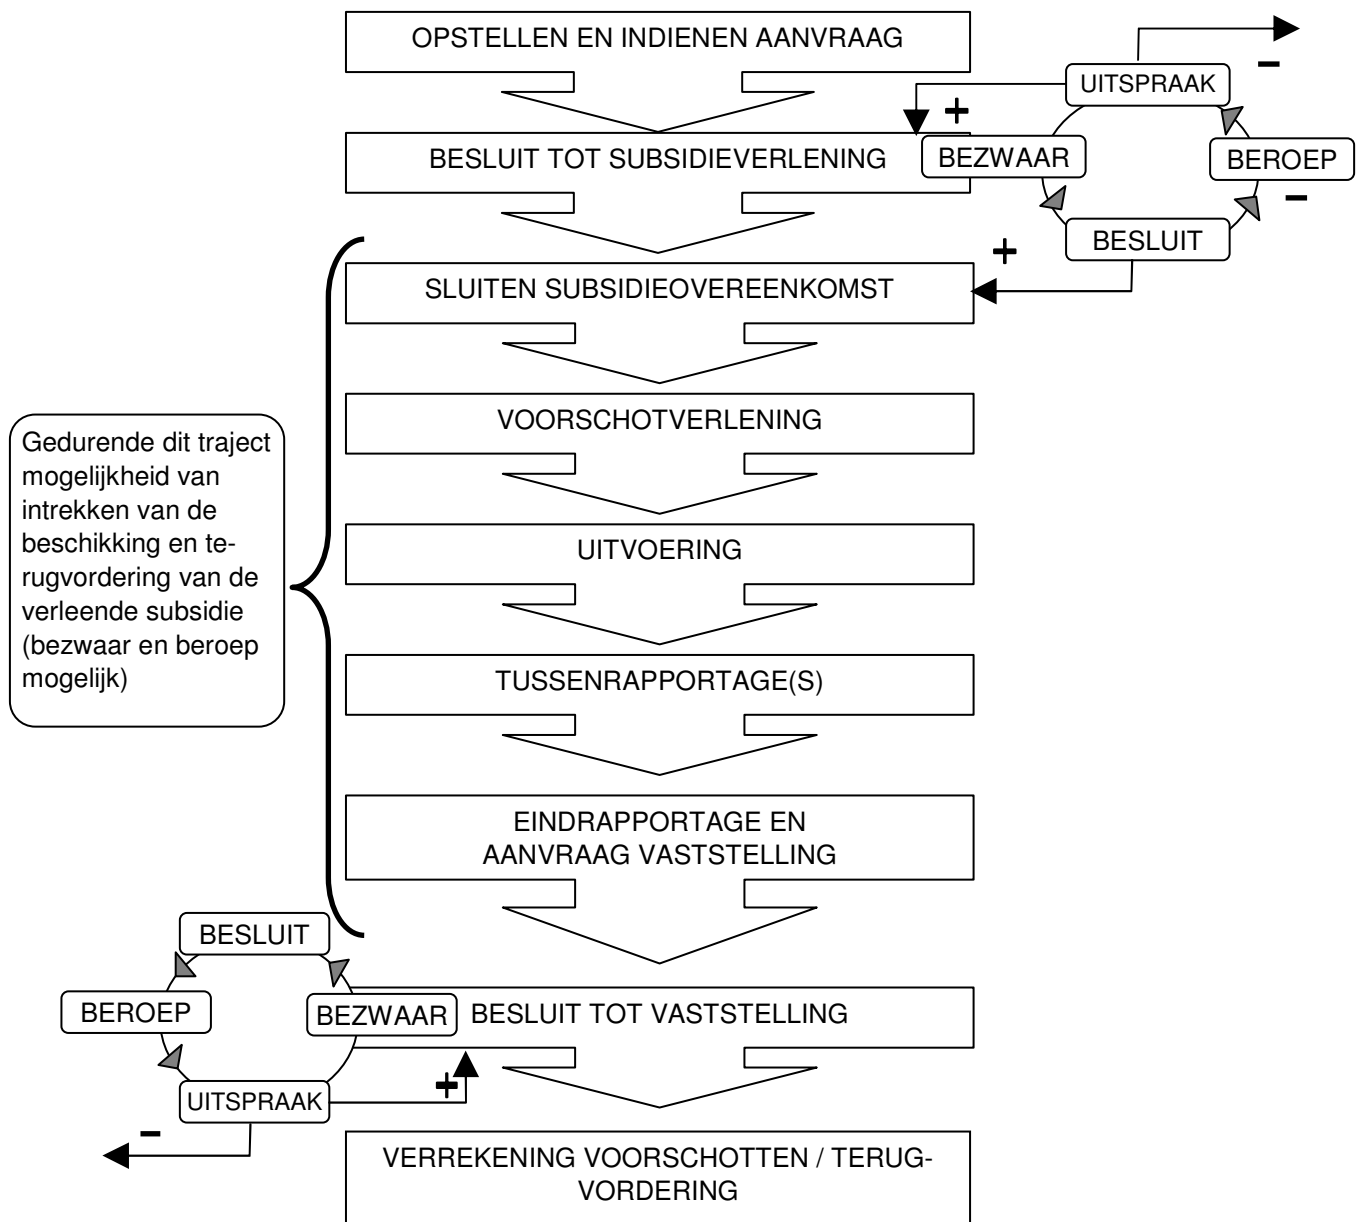 OPSTELLEN EN INDIENEN AANVRAAG
–
UITSPRAAK
+
BESLUIT TOT SUBSIDIEVERLENING
BEZWAAR
BEROEP
–
BESLUIT
+
SLUITEN SUBSIDIEOVEREENKOMST
VOORSCHOTVERLENING
Gedurende dit traject
mogelijkheid van
intrekken van de
beschikking en te-
rugvordering van de
verleende subsidie
(bezwaar en beroep
mogelijk)
UITVOERING
TUSSENRAPPORTAGE(S)
EINDRAPPORTAGE EN
AANVRAAG VASTSTELLING
BESLUIT
BEROEP
BEZWAAR
BESLUIT TOT VASTSTELLING
UITSPRAAK
+
–
VERREKENING VOORSCHOTTEN / TERUG-
VORDERING